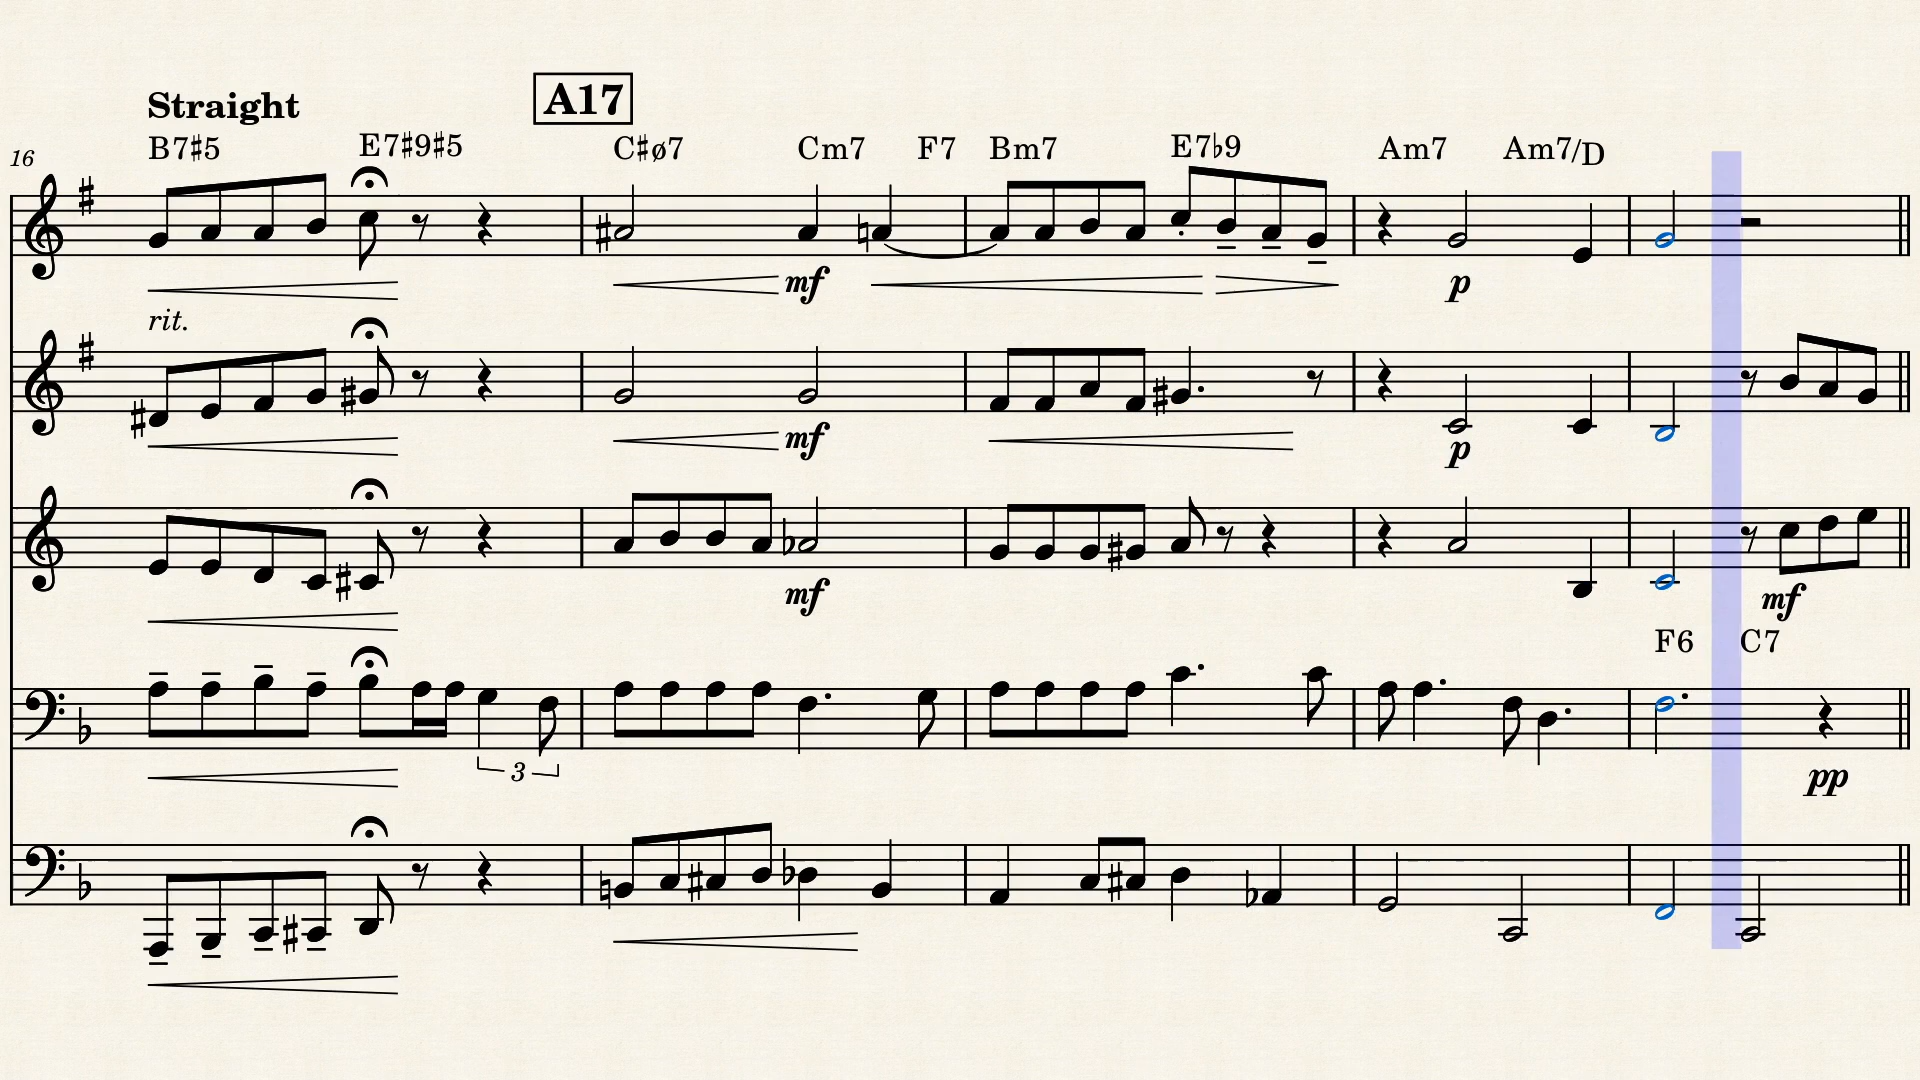 Straight
A17
B7♯5 E7♯9♯5 C♯ø7 Cm7 F7 Bm7 E7♭9 Am7 Am7/D
16
mf p
rit.
mf p
mf mf
F6 C7
3 pp